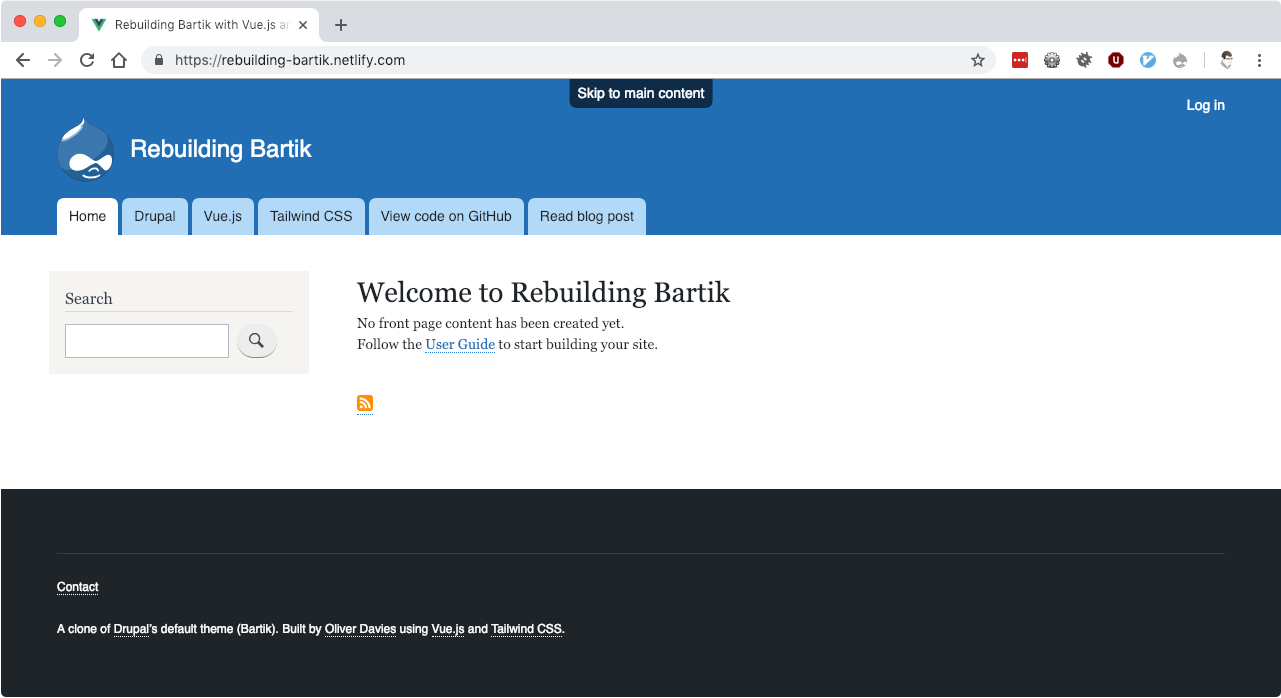 Rebuilding Bartik with Vue.js a
https://rebuilding-bartik.netlify.com
Skip to main content
Log in
Rebuilding Bartik
Home Drupal Vue.js Tailwind CSS View code on GitHub Read blog post
Search
Welcome to Rebuilding Bartik
No front page content has been created yet.
Follow the User Guide to start building your site.
Contact
A clone of Drupal's default theme (Bartik). Built by Oliver Davies using Vue.js and Tailwind CSS.